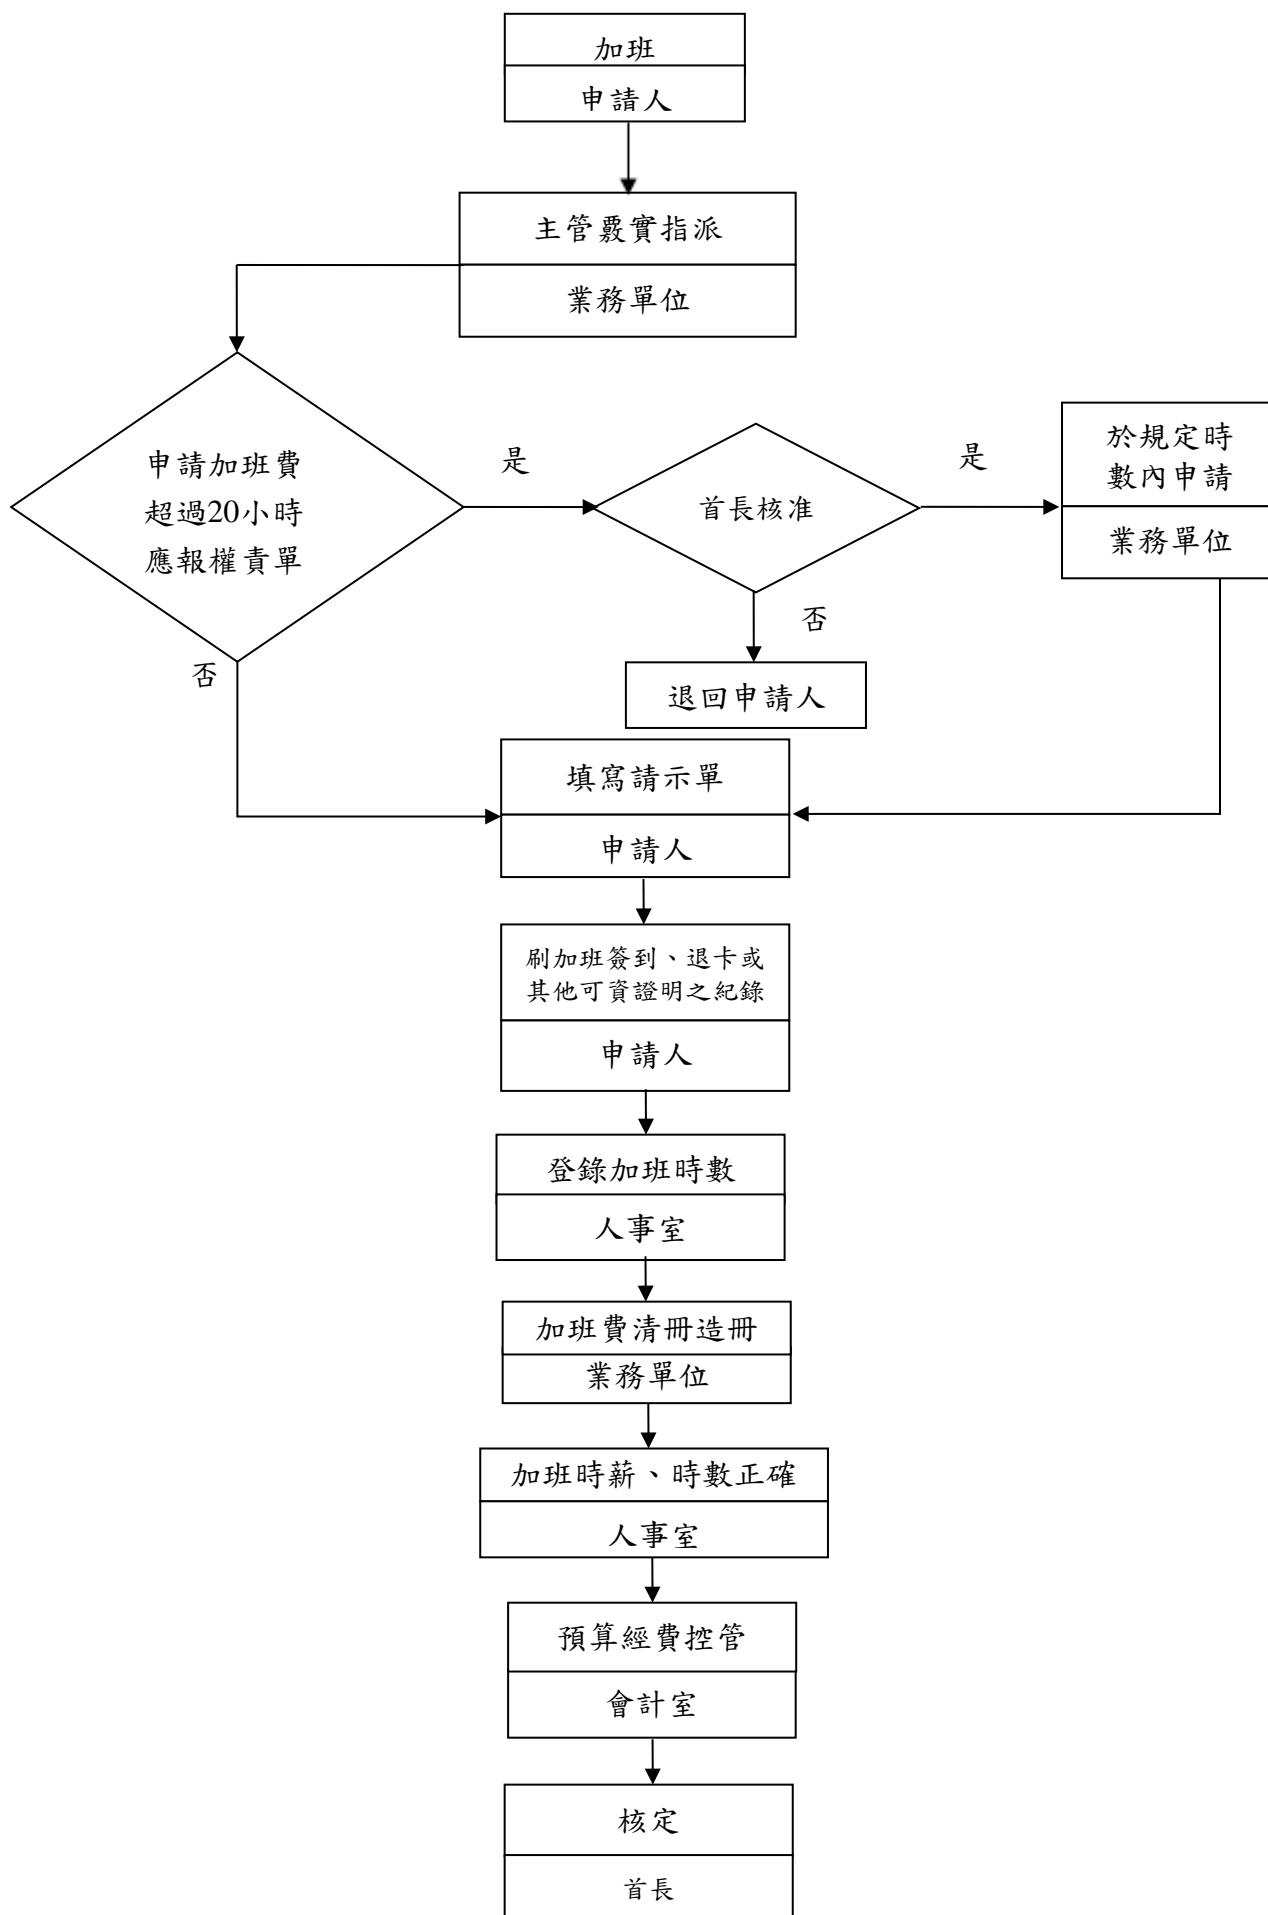 加班
申請人
主管覈實指派
業務單位
申請加班費
超過20小時
應報權責單
是
首長核准
是
於規定時
數內申請
業務單位
否
退回申請人
否
填寫請示單
申請人
刷加班簽到、退卡或
其他可資證明之紀錄
申請人
登錄加班時數
人事室
加班費清冊造冊
業務單位
加班時薪、時數正確
人事室
預算經費控管
會計室
核定
首長